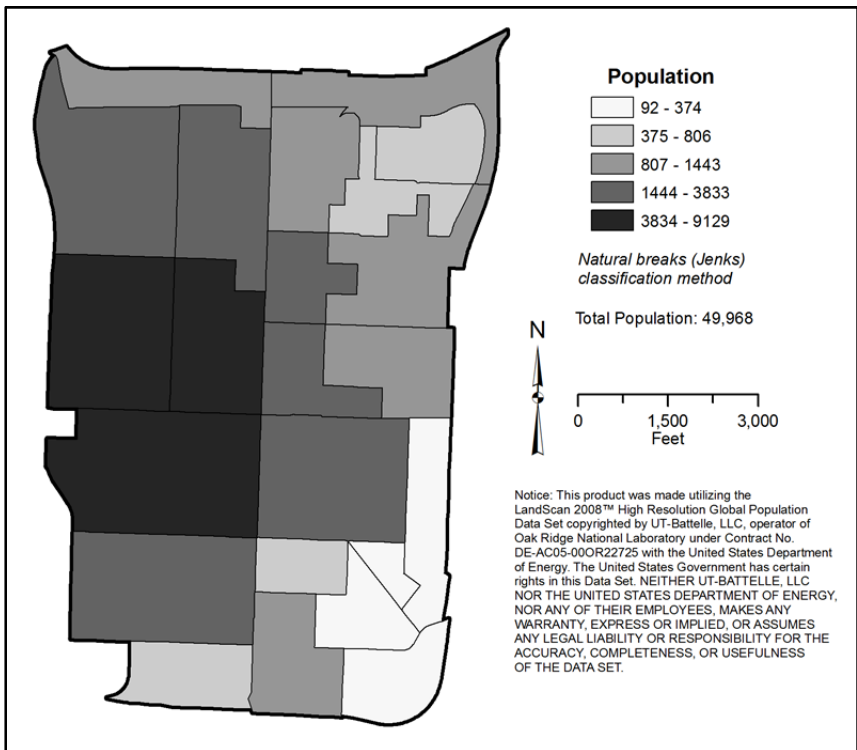 Population
92 - 374
375 - 806
807 - 1443
1444 - 3833
3834 - 9129
Natural breaks (Jenks)
classification method
Total Population: 49,968
N
0 1,500 3,000
Feet
Notice: This product was made utilizing the
LandScan 2008™ High Resolution Global Population
Data Set copyrighted by UT-Battelle, LLC, operator of
Oak Ridge National Laboratory under Contract No.
DE-AC05-00OR22725 with the United States Department
of Energy. The United States Government has certain
rights in this Data Set. NEITHER UT-BATTELLE, LLC
NOR THE UNITED STATES DEPARTMENT OF ENERGY,
NOR ANY OF THEIR EMPLOYEES, MAKES ANY
WARRANTY, EXPRESS OR IMPLIED, OR ASSUMES
ANY LEGAL LIABILITY OR RESPONSIBILITY FOR THE
ACCURACY, COMPLETENESS, OR USEFULNESS
OF THE DATA SET.